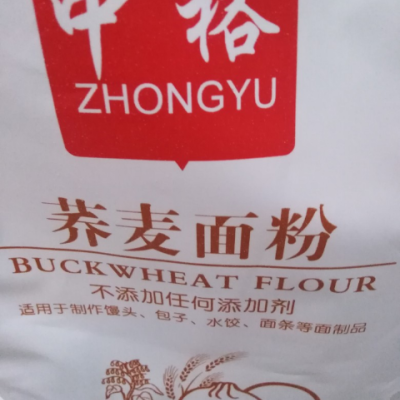 中裕
ZHONGYU
荞麦面粉
BUCKWHEAT FLOUR
不添加任何添加剂
适用于制作馒头、包子、水饺、面条等面制品